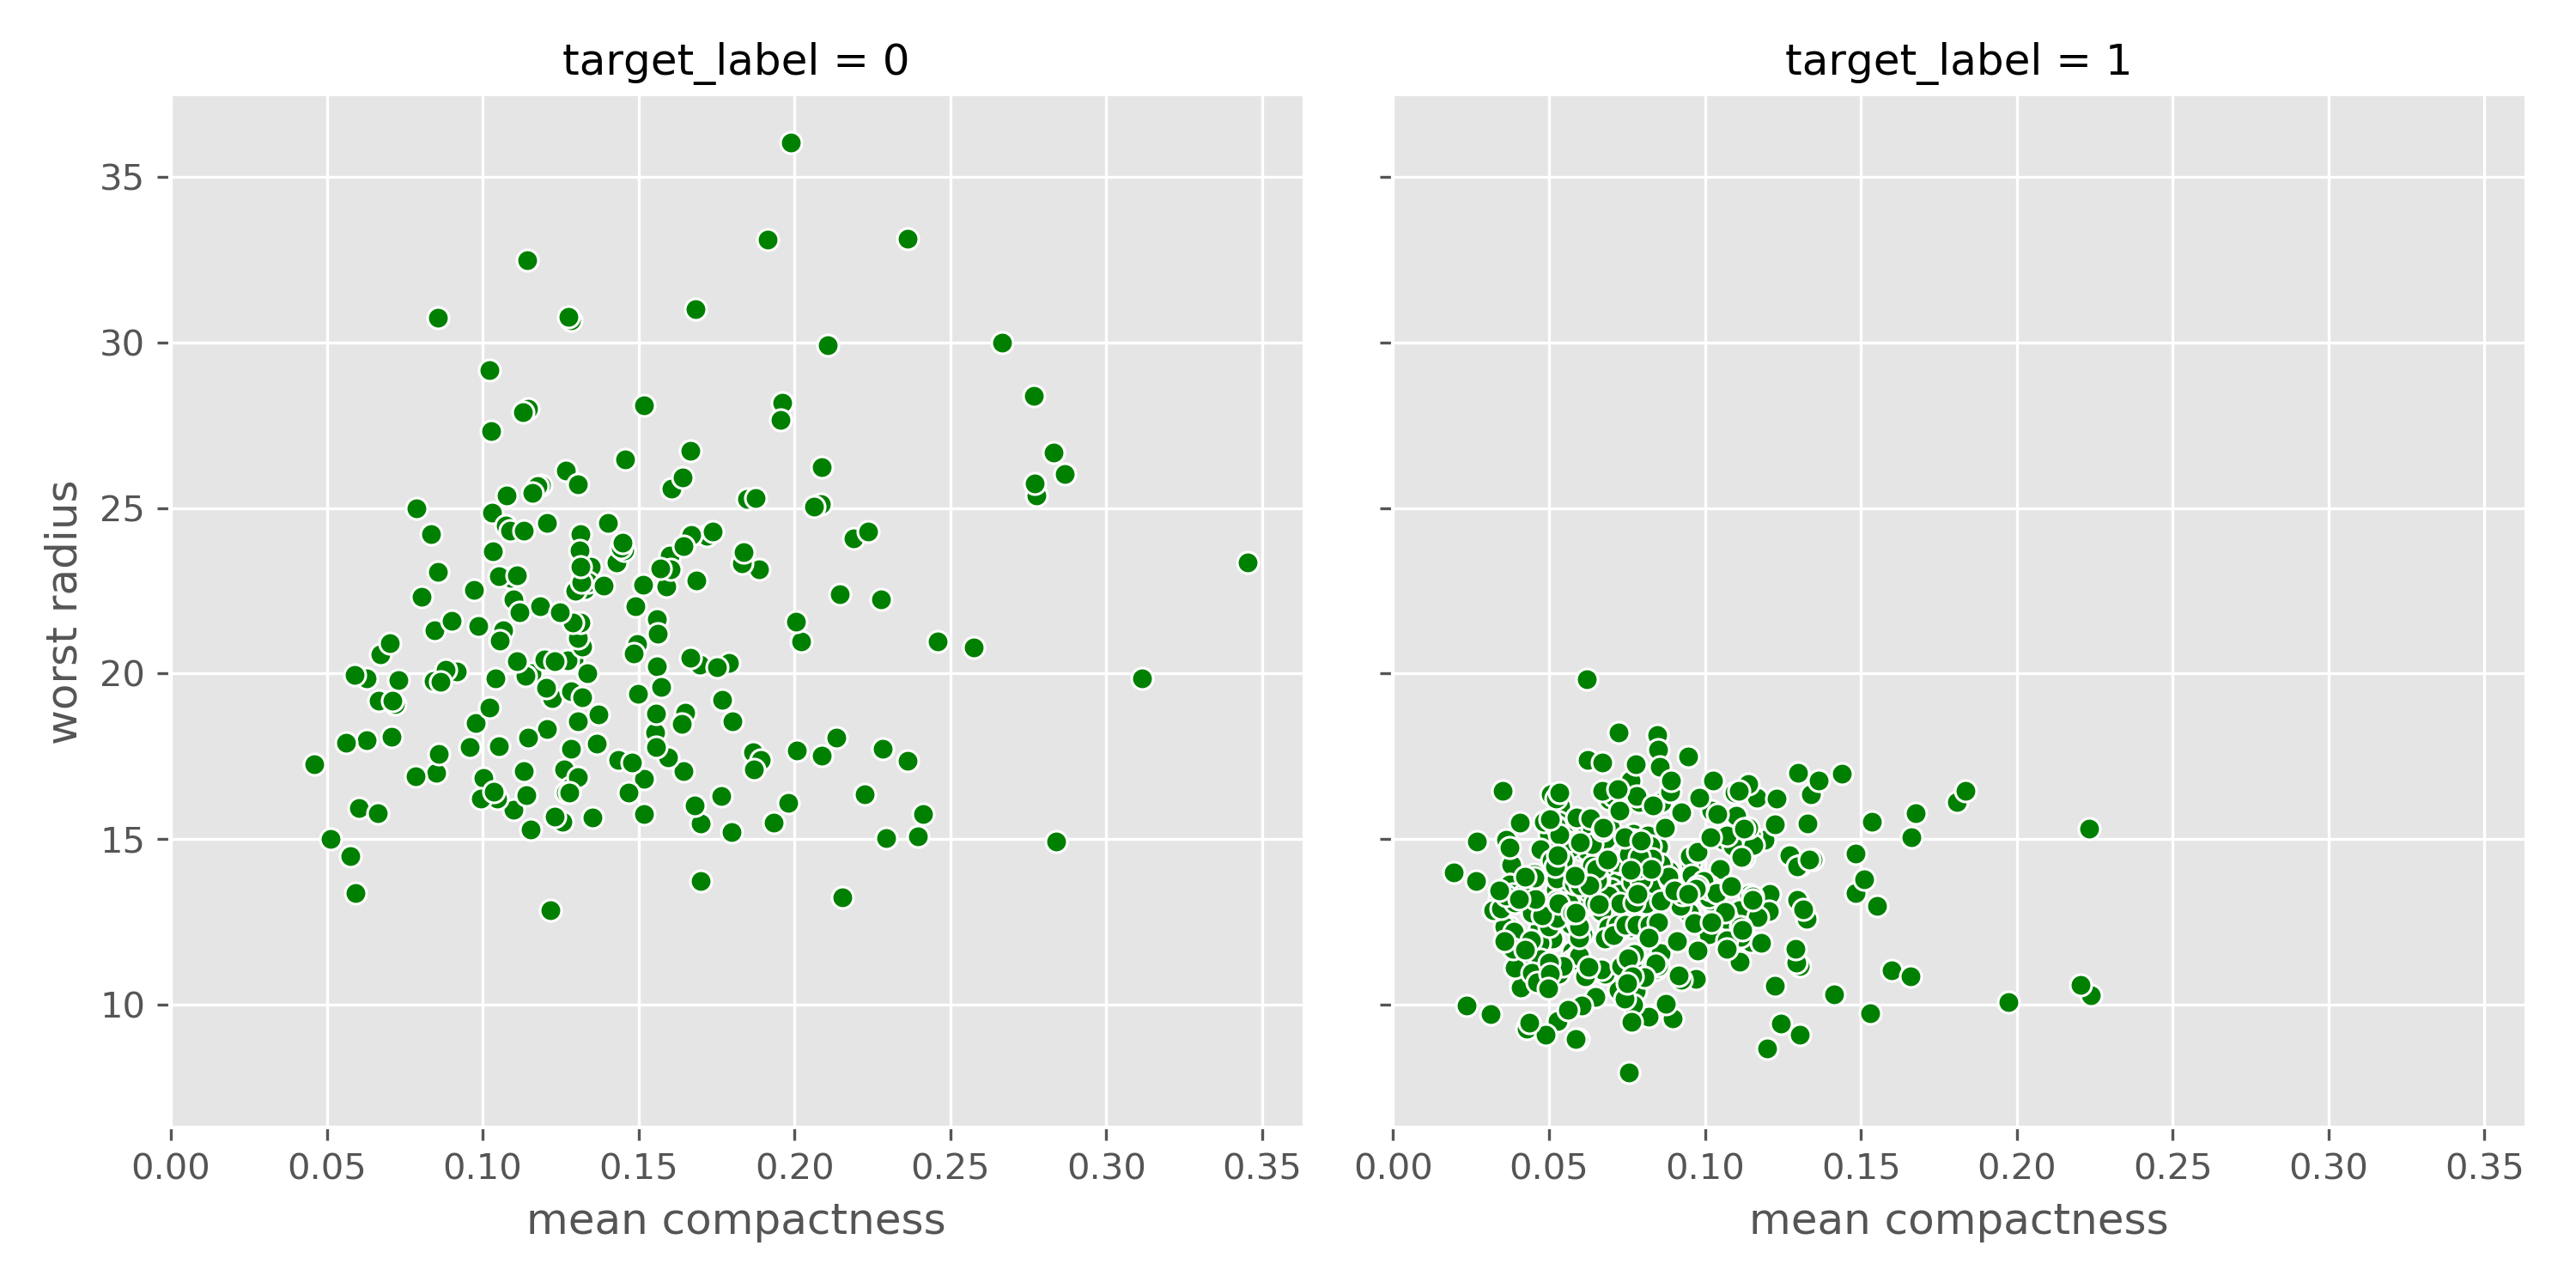 target_label = 0
target_label = 1
35
30
25
20
15
10
worst radius
0.00 0.05 0.10 0.15 0.20 0.25 0.30 0.35
0.00 0.05 0.10 0.15 0.20 0.25 0.30 0.35
mean compactness
mean compactness